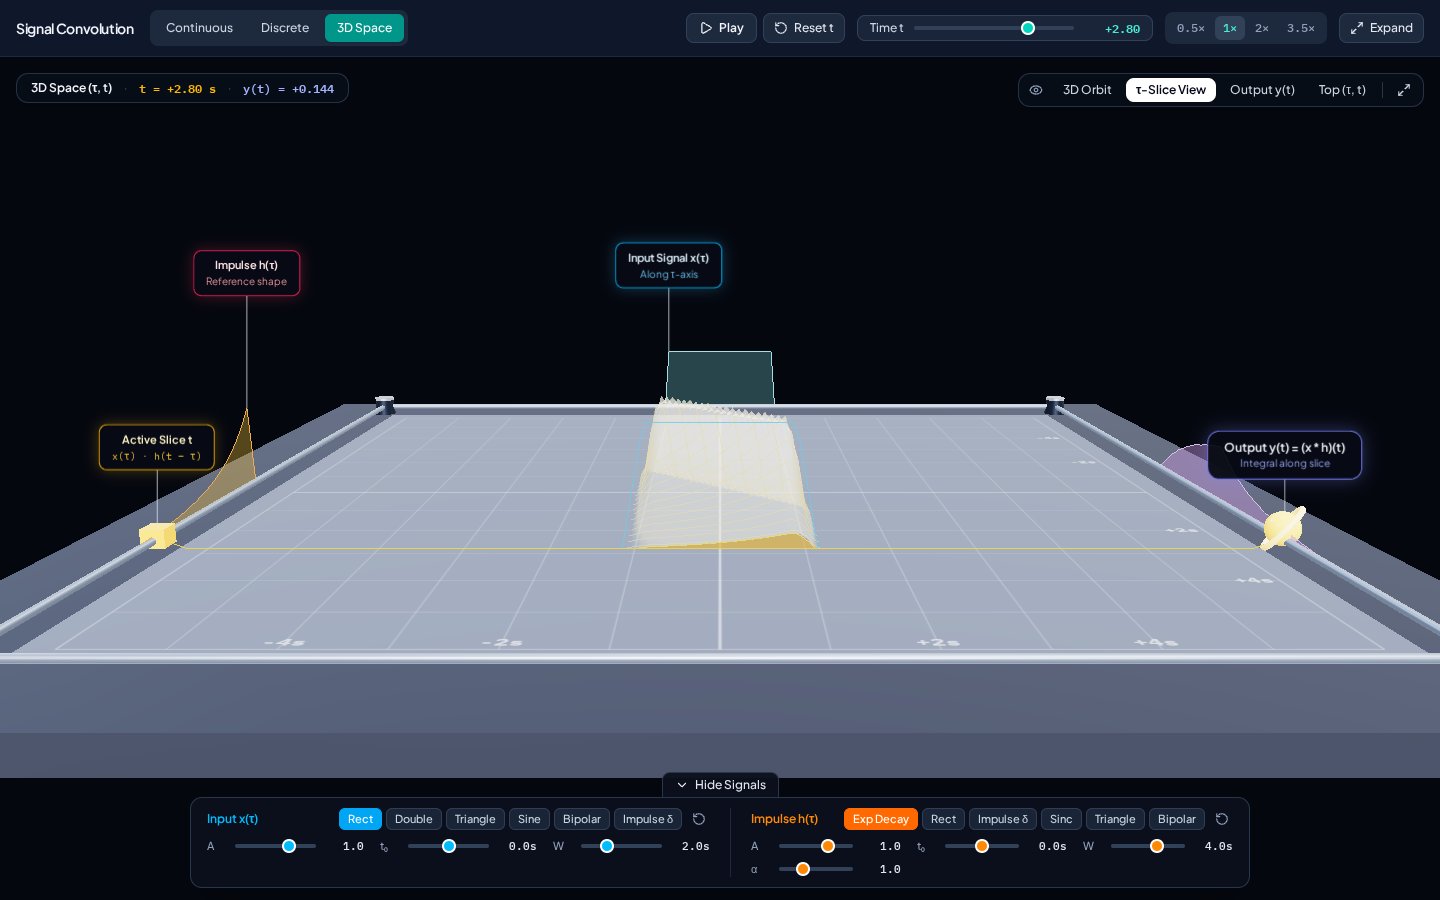 Signal Convolution
Continuous
Discrete
3D Space
Play
Reset t
Time t
+2.80
0.5×
1×
2×
3.5×
Expand
3D Space (τ, t) · t = +2.80 s · y(t) = +0.144
3D Orbit
τ-Slice View
Output y(t)
Top (τ, t)
Input Signal x(τ)
Along τ-axis
Impulse h(τ)
Reference shape
Active Slice t
x(τ) · h(t − τ)
Output y(t) = (x * h)(t)
Integral along slice
+2s
+4s
-4s
-2s
+2s
+4s
Hide Signals
Input x(τ)
Rect
Double
Triangle
Sine
Bipolar
Impulse δ
A
1.0
t₀
0.0s
W
2.0s
Impulse h(τ)
Exp Decay
Rect
Impulse δ
Sinc
Triangle
Bipolar
A
1.0
t₀
0.0s
W
4.0s
α
1.0